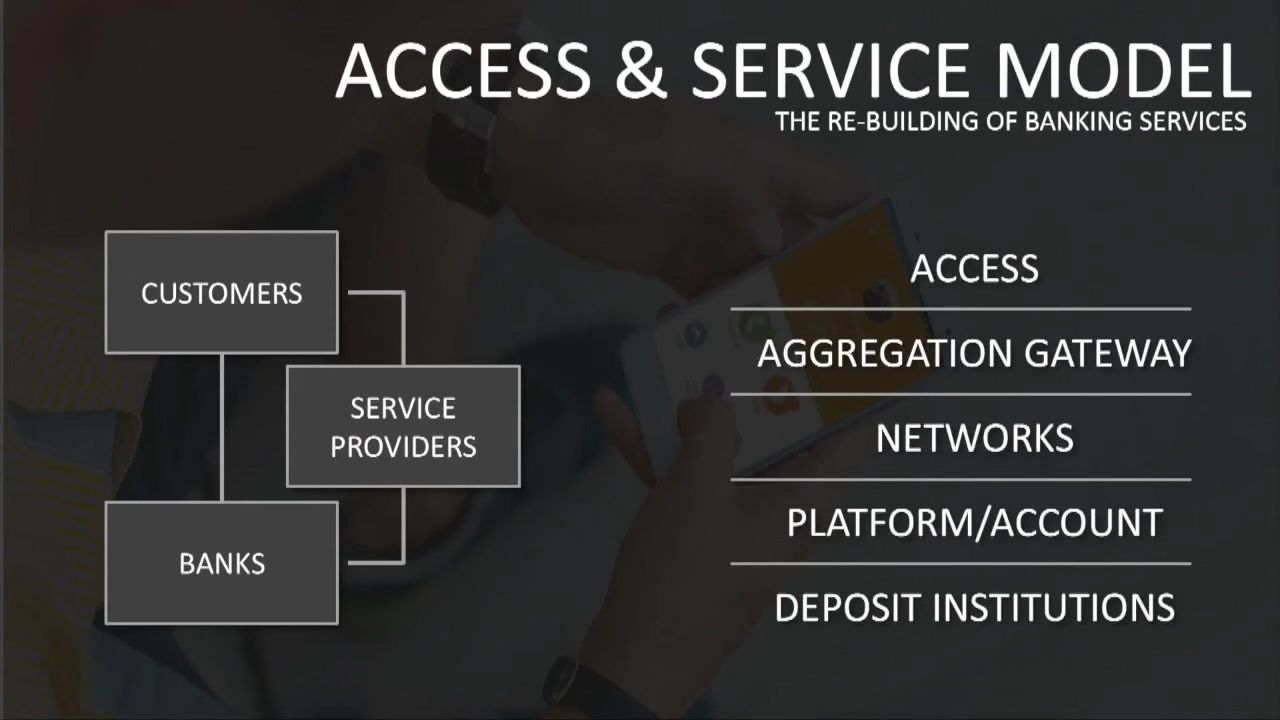 ACCESS & SERVICE MODEL
THE RE-BUILDING OF BANKING SERVICES
CUSTOMERS
SERVICE
PROVIDERS
BANKS
ACCESS
AGGREGATION GATEWAY
NETWORKS
PLATFORM/ACCOUNT
DEPOSIT INSTITUTIONS